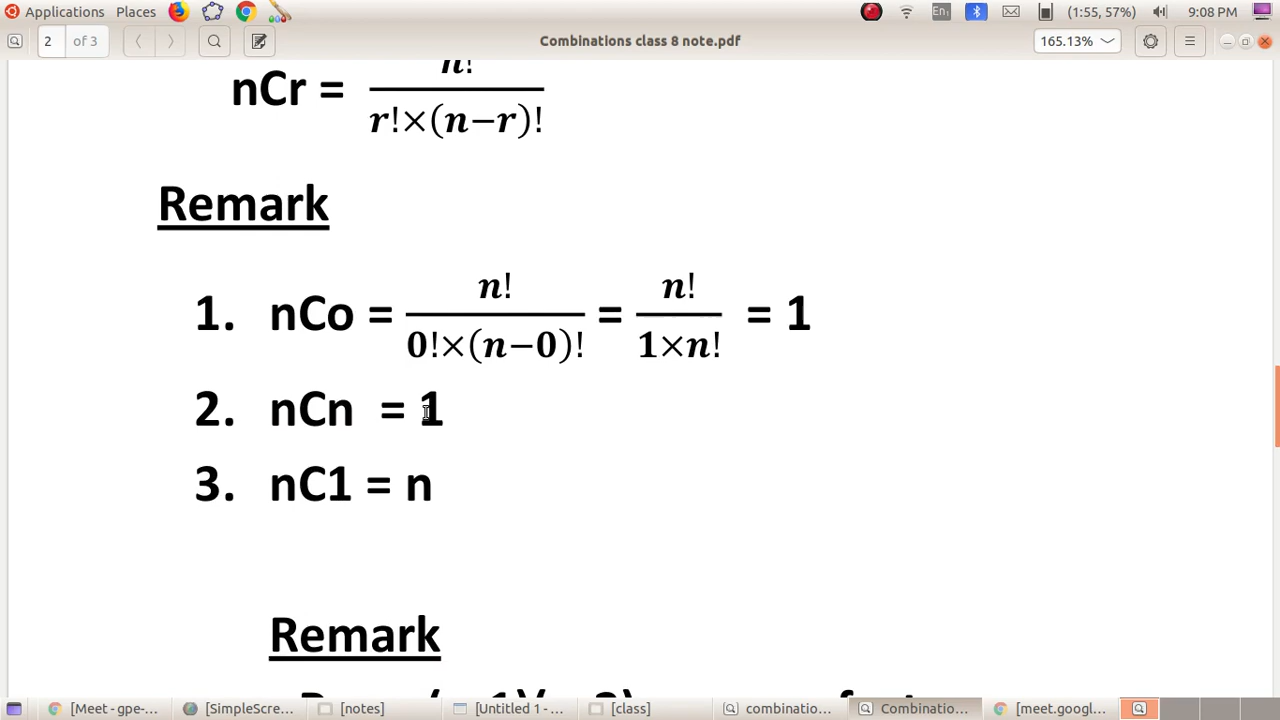 Applications Places En1 (1:55, 57%) 9:08 PM
2 of 3 Combinations class 8 note.pdf 165.13%
nCr = n! / r!×(n−r)!
Remark
1. nCo = n! / 0!×(n−0)! = n! / 1×n! = 1
2. nCn = 1
3. nC1 = n
Remark
[Meet - gpe-... [SimpleScre... [notes] [Untitled 1 - ... [class] combinatio... Combinatio... [meet.googl...